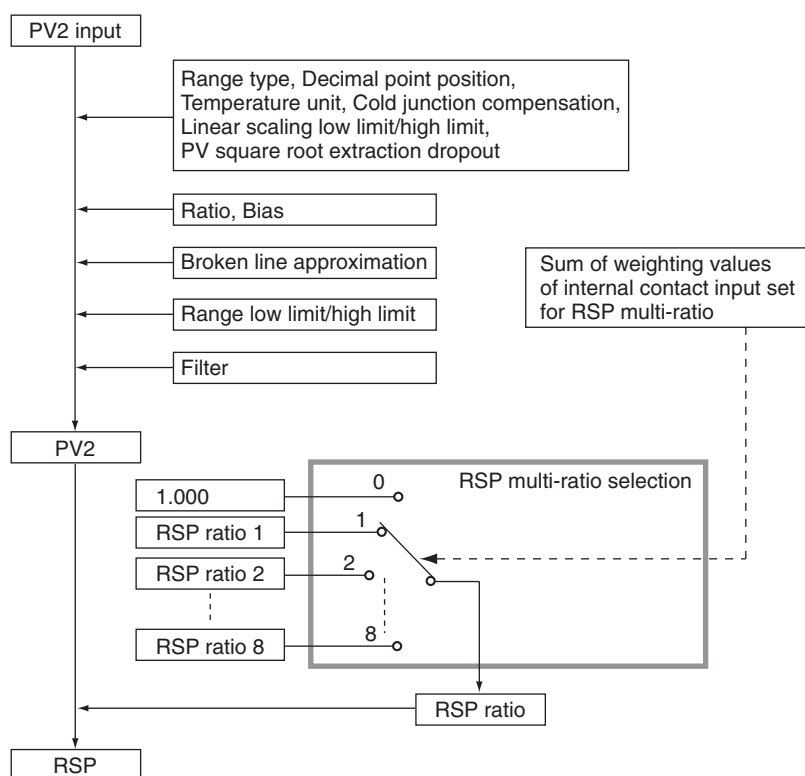 PV2 input
Range type, Decimal point position,
Temperature unit, Cold junction compensation,
Linear scaling low limit/high limit,
PV square root extraction dropout
Ratio, Bias
Broken line approximation
Sum of weighting values
of internal contact input set
for RSP multi-ratio
Range low limit/high limit
Filter
PV2
RSP multi-ratio selection
1.000
0
RSP ratio 1
1
RSP ratio 2
2
RSP ratio 8
8
RSP ratio
RSP